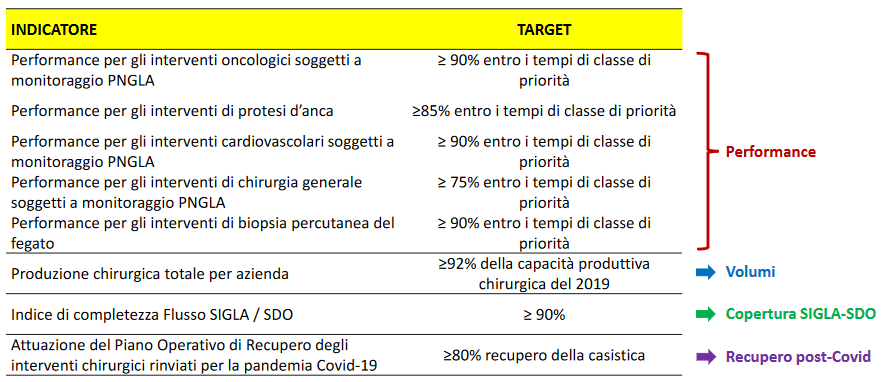 INDICATORE TARGET
Performance per gli interventi oncologici soggetti a ≥ 90% entro i tempi di classe di
monitoraggio PNGLA priorità
Performance per gli interventi di protesi d’anca ≥85% entro i tempi di classe di priorità
Performance per gli interventi cardiovascolari soggetti a ≥ 90% entro i tempi di classe di
monitoraggio PNGLA priorità
Performance
Performance per gli interventi di chirurgia generale ≥ 75% entro i tempi di classe di
soggetti a monitoraggio PNGLA priorità
Performance per gli interventi di biopsia percutanea del ≥ 90% entro i tempi di classe di
fegato priorità
Produzione chirurgica totale per azienda ≥92% della capacità produttiva
chirurgica del 2019
Volumi
Indice di completezza Flusso SIGLA / SDO ≥ 90% Copertura SIGLA-SDO
Attuazione del Piano Operativo di Recupero degli
interventi chirurgici rinviati per la pandemia Covid-19 ≥80% recupero della casistica Recupero post-Covid